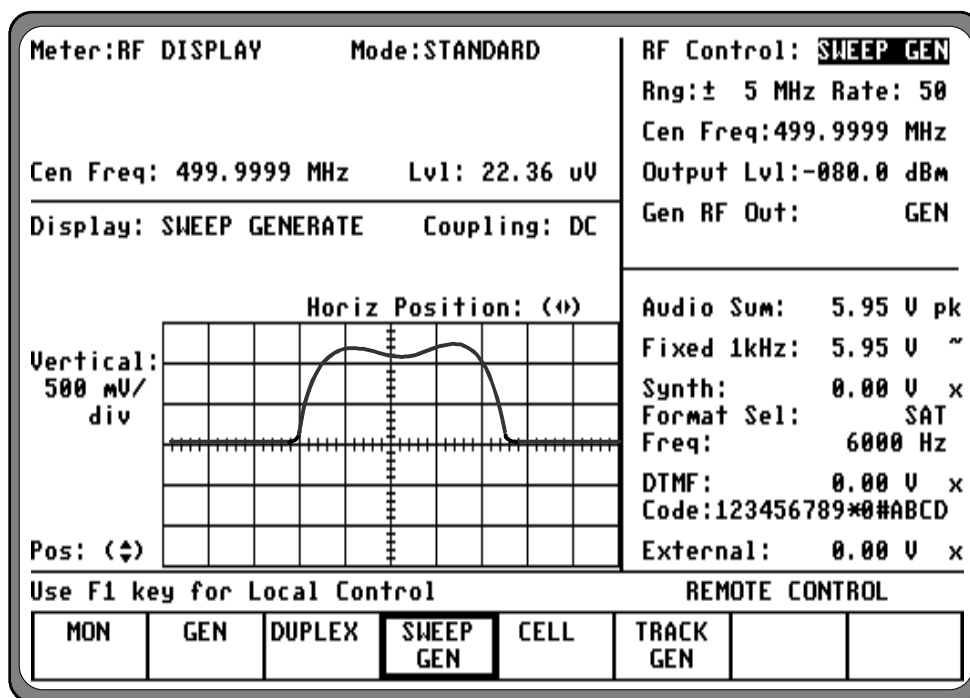 Meter:RF DISPLAY Mode:STANDARD
Cen Freq: 499.9999 MHz Lvl: 22.36 uV
Display: SWEEP GENERATE Coupling: DC
Horiz Position: (◂▸)
Vertical:
500 mV/
div
Pos: (▴▾)
RF Control: SWEEP GEN
Rng:± 5 MHz Rate: 50
Cen Freq:499.9999 MHz
Output Lvl:-080.0 dBm
Gen RF Out: GEN
Audio Sum: 5.95 V pk
Fixed 1kHz: 5.95 V ~
Synth: 0.00 V x
Format Sel: SAT
Freq: 6000 Hz
DTMF: 0.00 V x
Code:123456789*0#ABCD
External: 0.00 V x
Use F1 key for Local Control REMOTE CONTROL
MON GEN DUPLEX SWEEP GEN CELL TRACK GEN